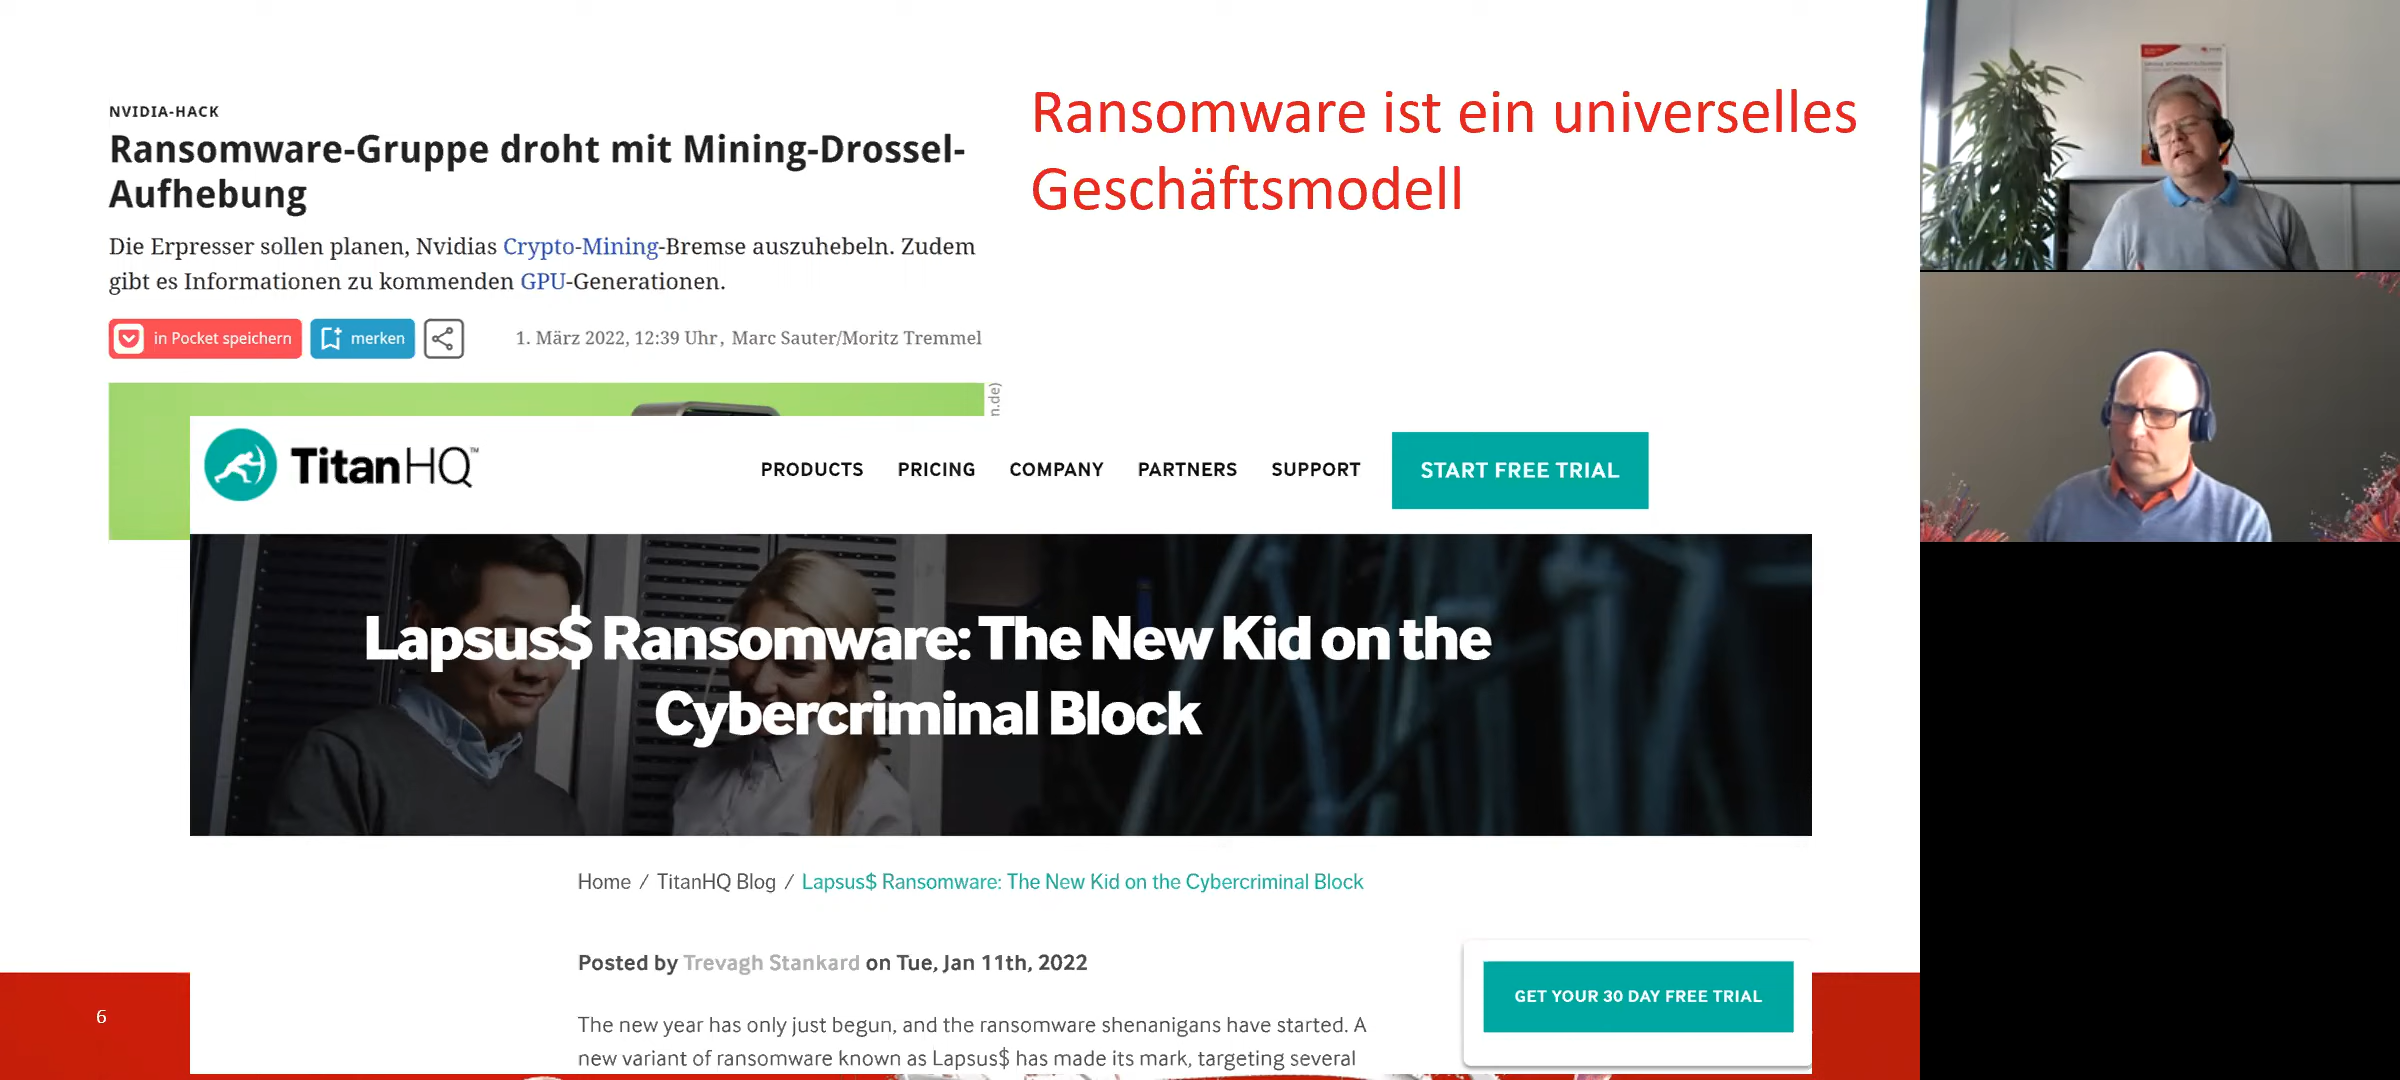 NVIDIA-HACK
Ransomware-Gruppe droht mit Mining-Drossel-
Aufhebung
Die Erpresser sollen planen, Nvidias Crypto-Mining-Bremse auszuhebeln. Zudem
gibt es Informationen zu kommenden GPU-Generationen.
in Pocket speichern
merken
1. März 2022, 12:39 Uhr, Marc Sauter/Moritz Tremmel
n.de)
Ransomware ist ein universelles
Geschäftsmodell
TitanHQ™
PRODUCTS PRICING COMPANY PARTNERS SUPPORT START FREE TRIAL
Lapsus$ Ransomware: The New Kid on the
Cybercriminal Block
Home / TitanHQ Blog / Lapsus$ Ransomware: The New Kid on the Cybercriminal Block
Posted by Trevagh Stankard on Tue, Jan 11th, 2022
The new year has only just begun, and the ransomware shenanigans have started. A
new variant of ransomware known as Lapsus$ has made its mark, targeting several
GET YOUR 30 DAY FREE TRIAL
6